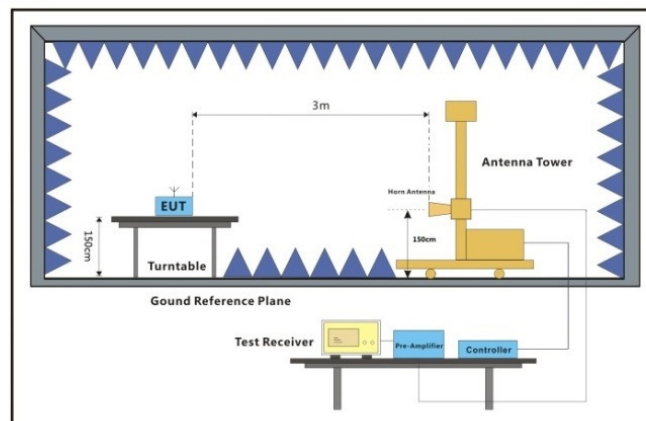 3m
Antenna Tower
Horn Antenna
EUT
150cm
150cm
Turntable
Gound Reference Plane
Test Receiver
Pre-Amplifier
Controller